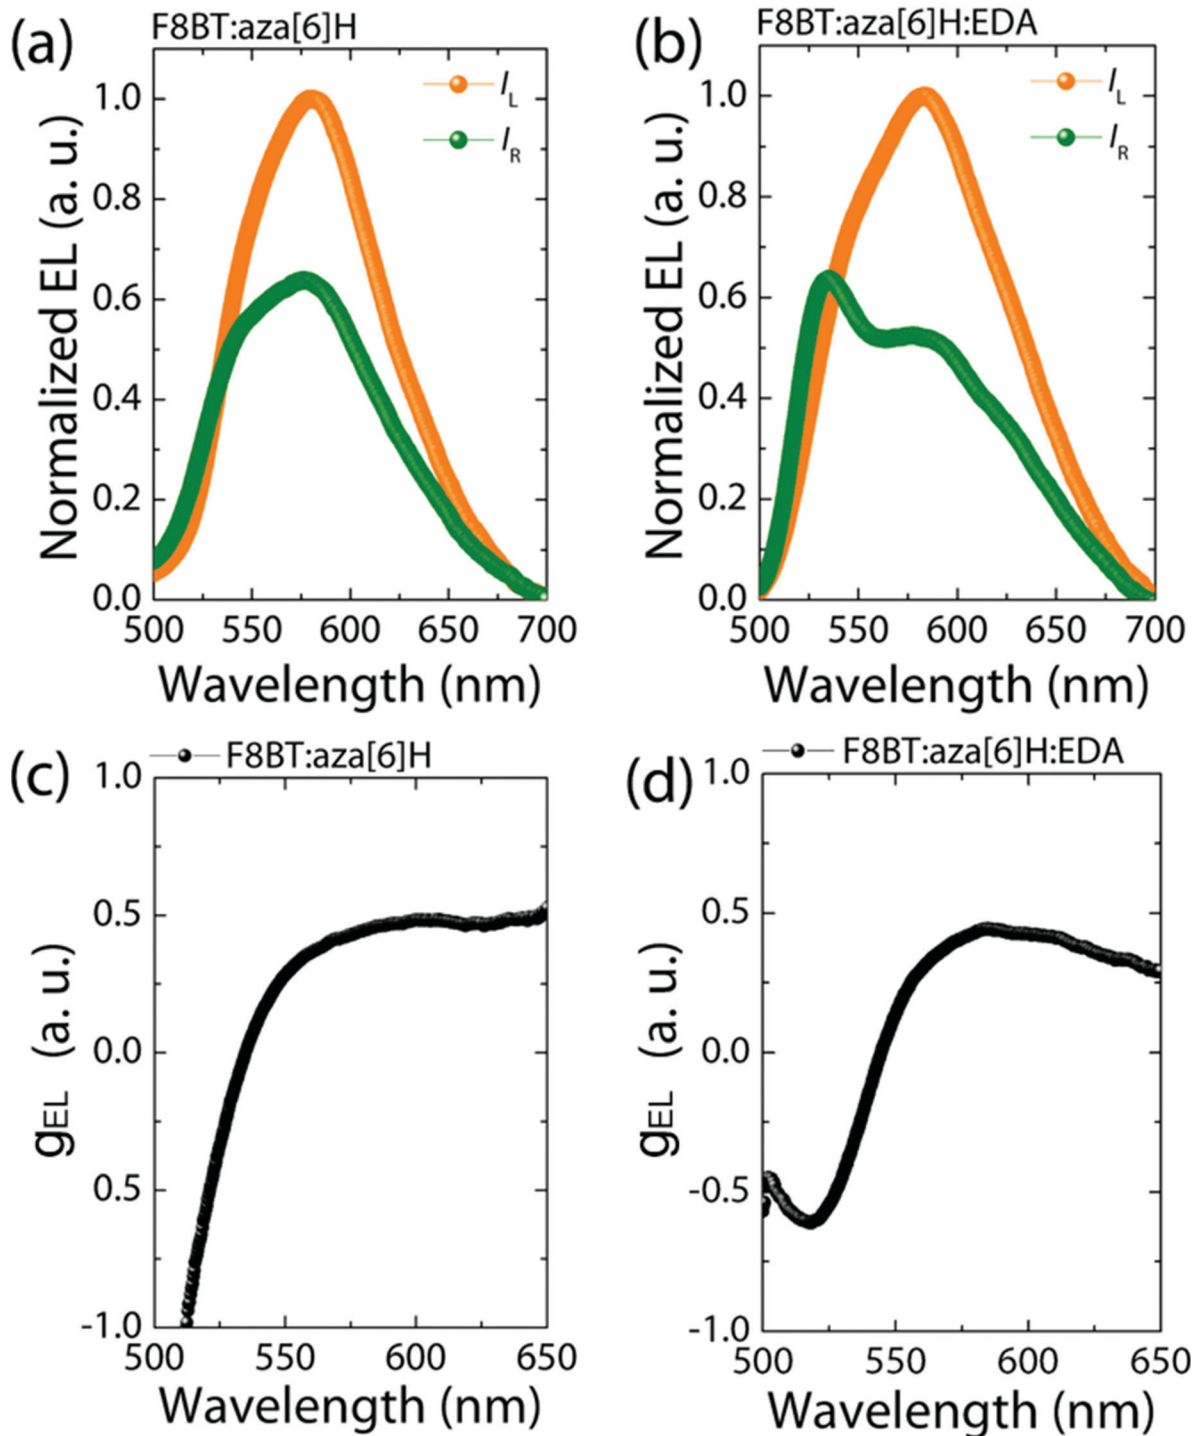 (a) F8BT:aza[6]H
I_L
I_R
Normalized EL (a. u.)
1.0
0.8
0.6
0.4
0.2
0.0
500 550 600 650 700
Wavelength (nm)
(b) F8BT:aza[6]H:EDA
I_L
I_R
Normalized EL (a. u.)
1.0
0.8
0.6
0.4
0.2
0.0
500 550 600 650 700
Wavelength (nm)
(c) F8BT:aza[6]H
gEL (a. u.)
1.0
0.5
0.0
0.5
-1.0
500 550 600 650
Wavelength (nm)
(d) F8BT:aza[6]H:EDA
gEL (a. u.)
1.0
0.5
0.0
-0.5
-1.0
500 550 600 650
Wavelength (nm)